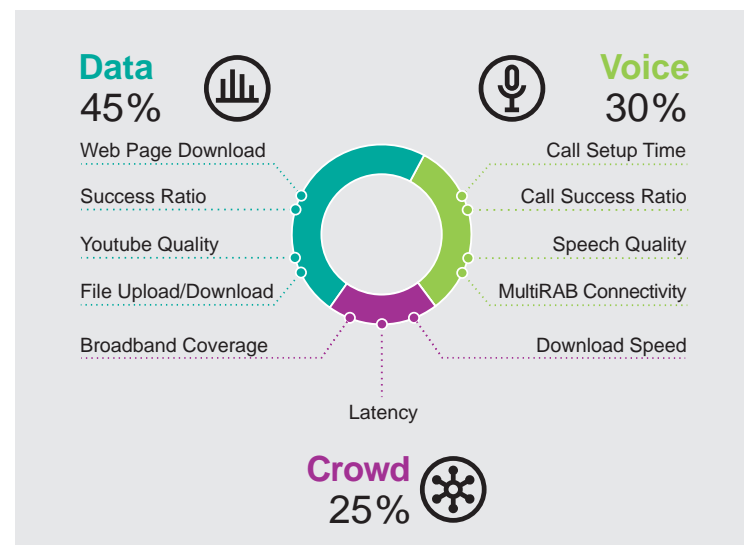 Data
45%
Voice
30%
Web Page Download
Success Ratio
Youtube Quality
File Upload/Download
Broadband Coverage
Call Setup Time
Call Success Ratio
Speech Quality
MultiRAB Connectivity
Download Speed
Latency
Crowd
25%